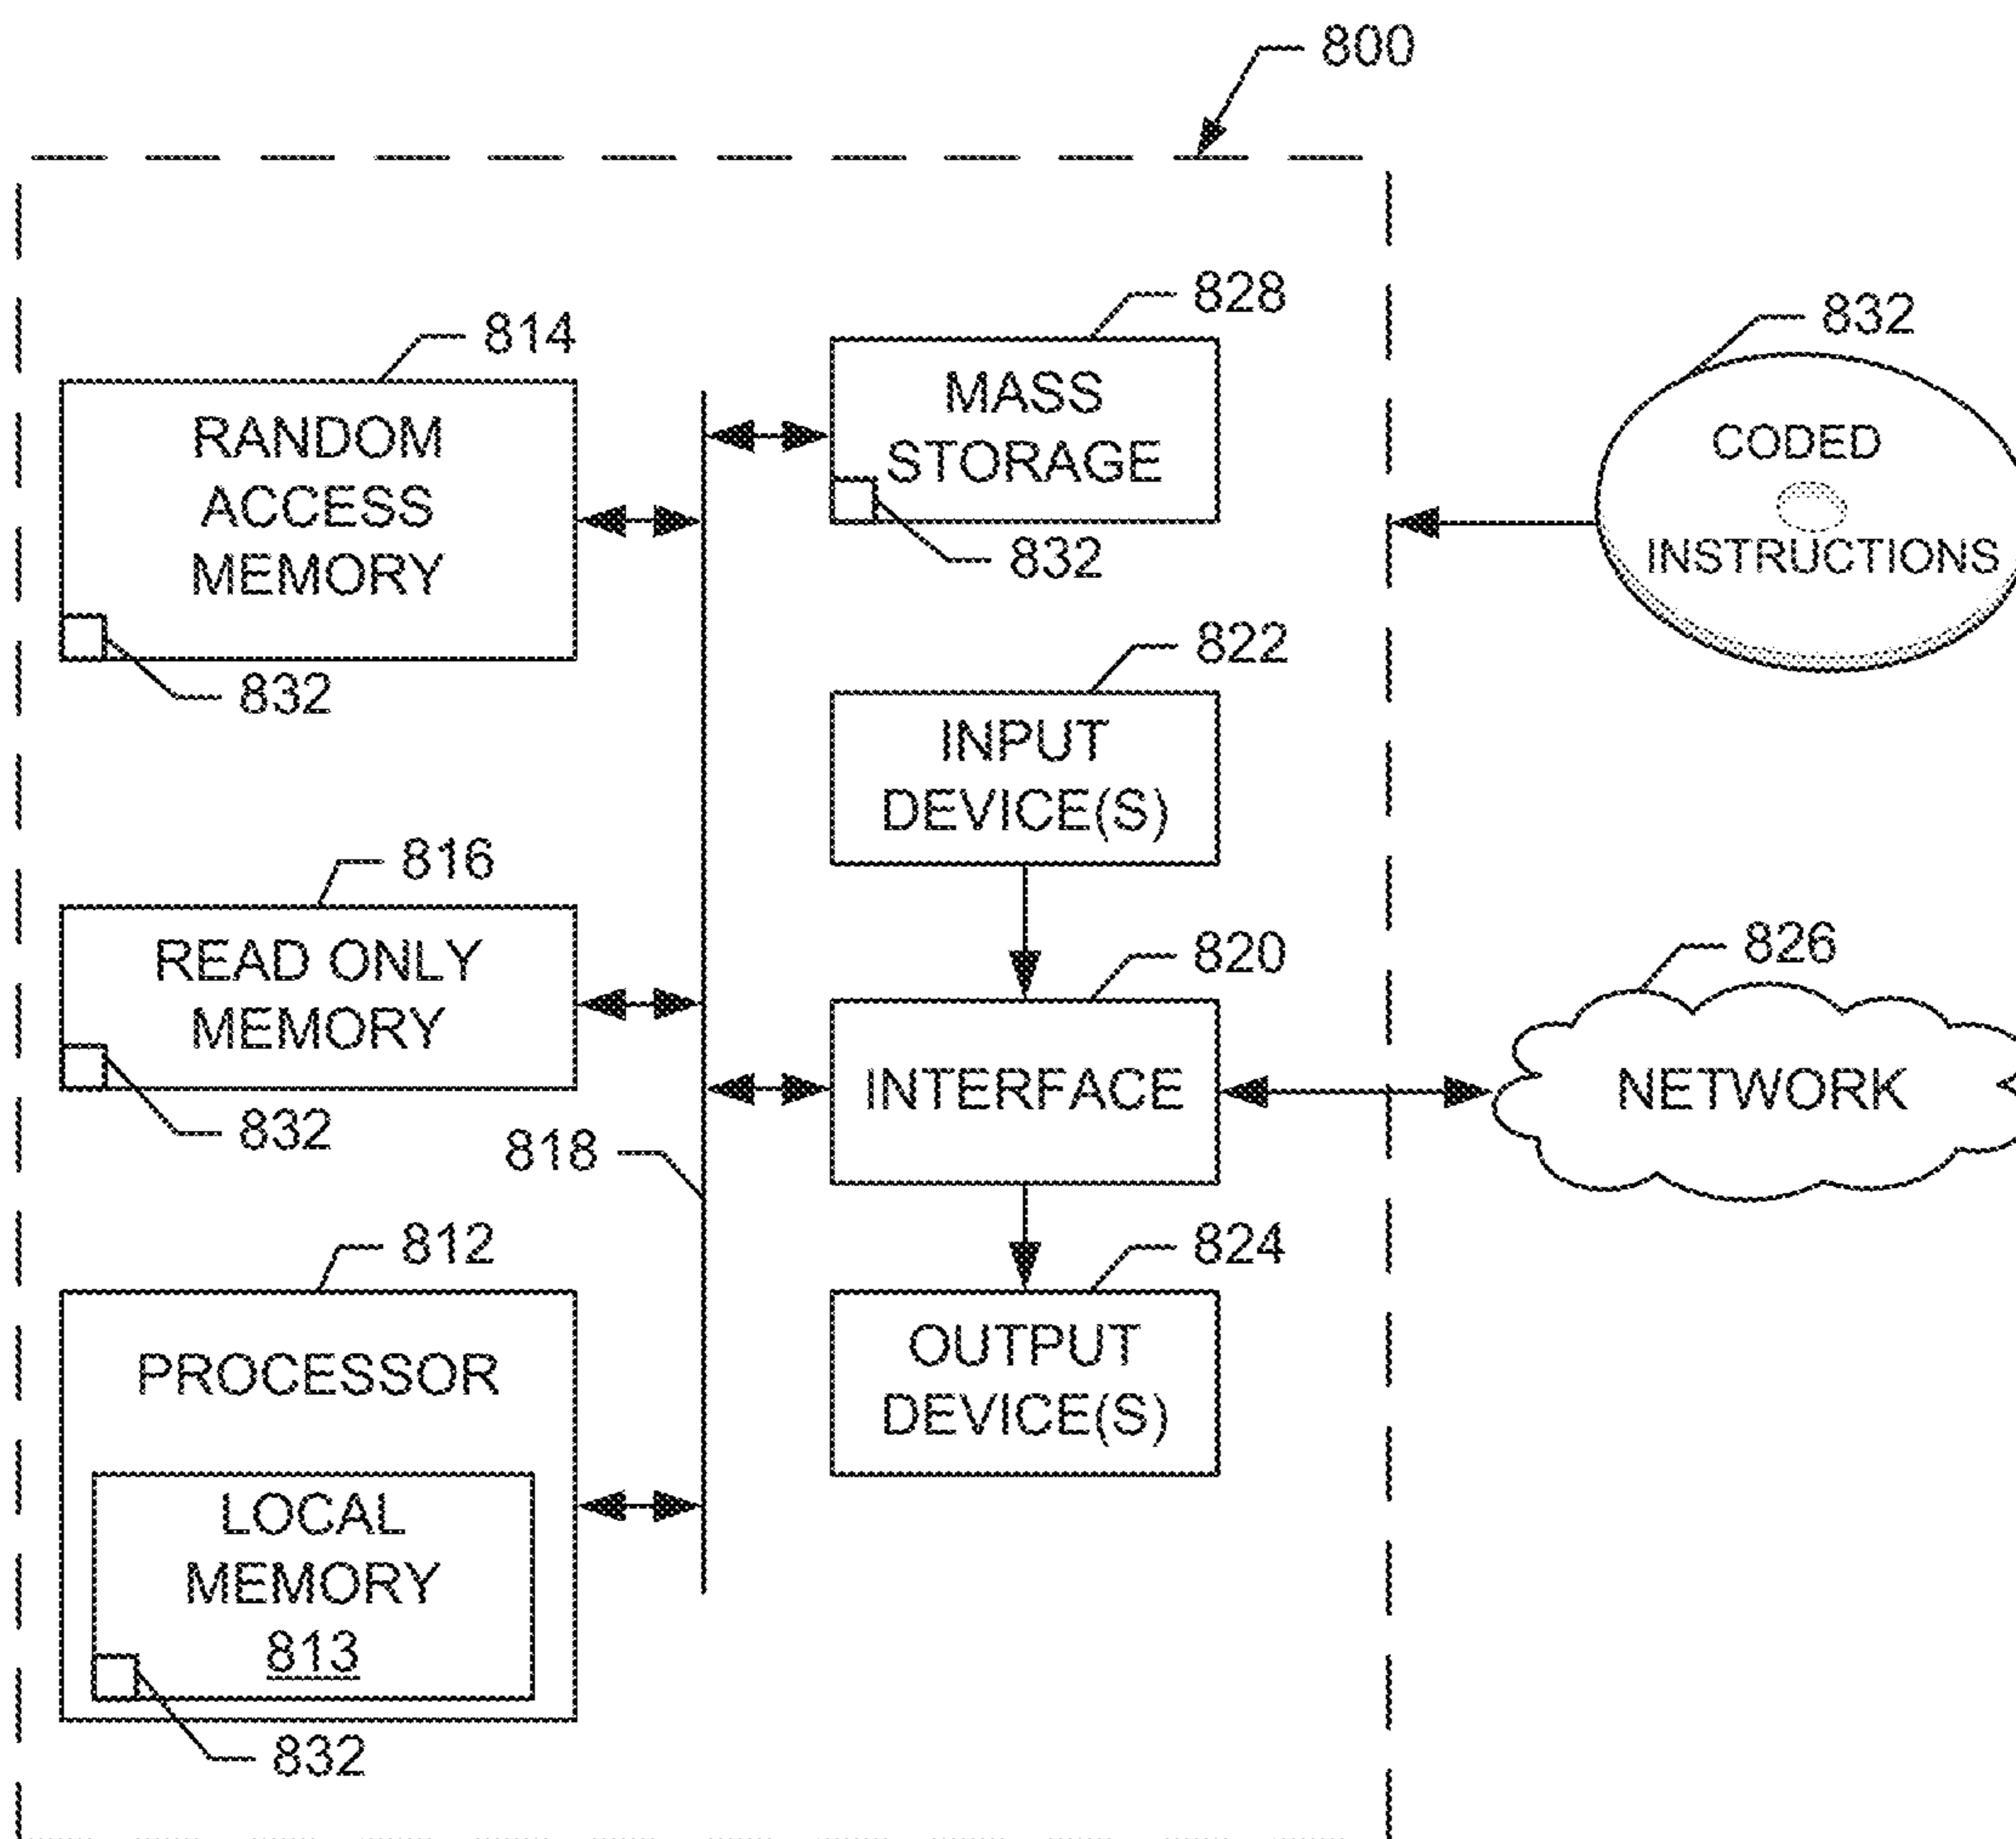 800
828
814
MASS
STORAGE
832
RANDOM
ACCESS
MEMORY
832
832
CODED
INSTRUCTIONS
822
INPUT
DEVICE(S)
816
READ ONLY
MEMORY
832
820
INTERFACE
826
NETWORK
818
812
PROCESSOR
LOCAL
MEMORY
813
832
824
OUTPUT
DEVICE(S)